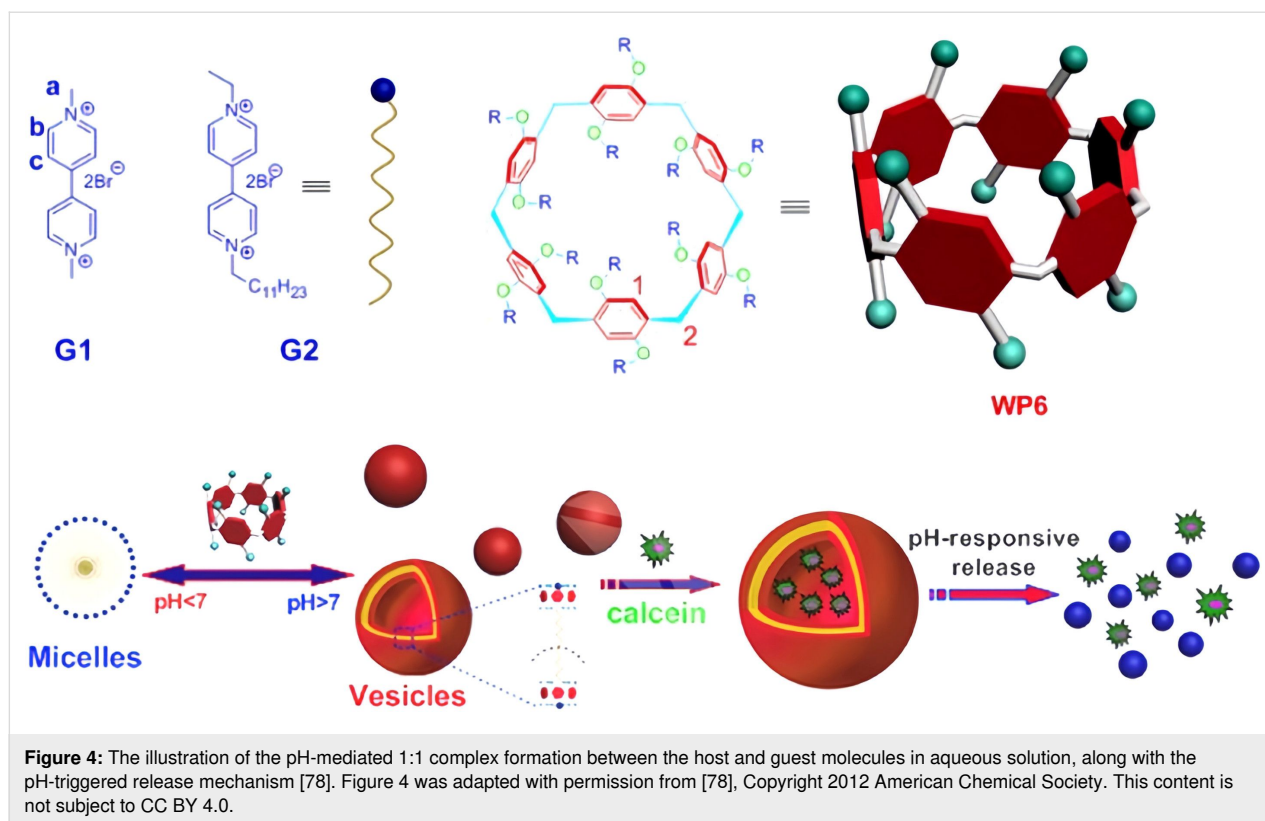 a
b
c
N⊕
2Br⊖
N⊕
G1
N⊕
2Br⊖
N⊕
C₁₁H₂₃
G2
≡
R
O
O
R
R
O
O
R
O
R
O
R
R
O
O
R
O
R
1
2
O
R
R
O
O
R
≡
WP6
pH<7
pH>7
Micelles
Vesicles
calcein
pH-responsive
release
Figure 4: The illustration of the pH-mediated 1:1 complex formation between the host and guest molecules in aqueous solution, along with the
pH-triggered release mechanism [78]. Figure 4 was adapted with permission from [78], Copyright 2012 American Chemical Society. This content is
not subject to CC BY 4.0.